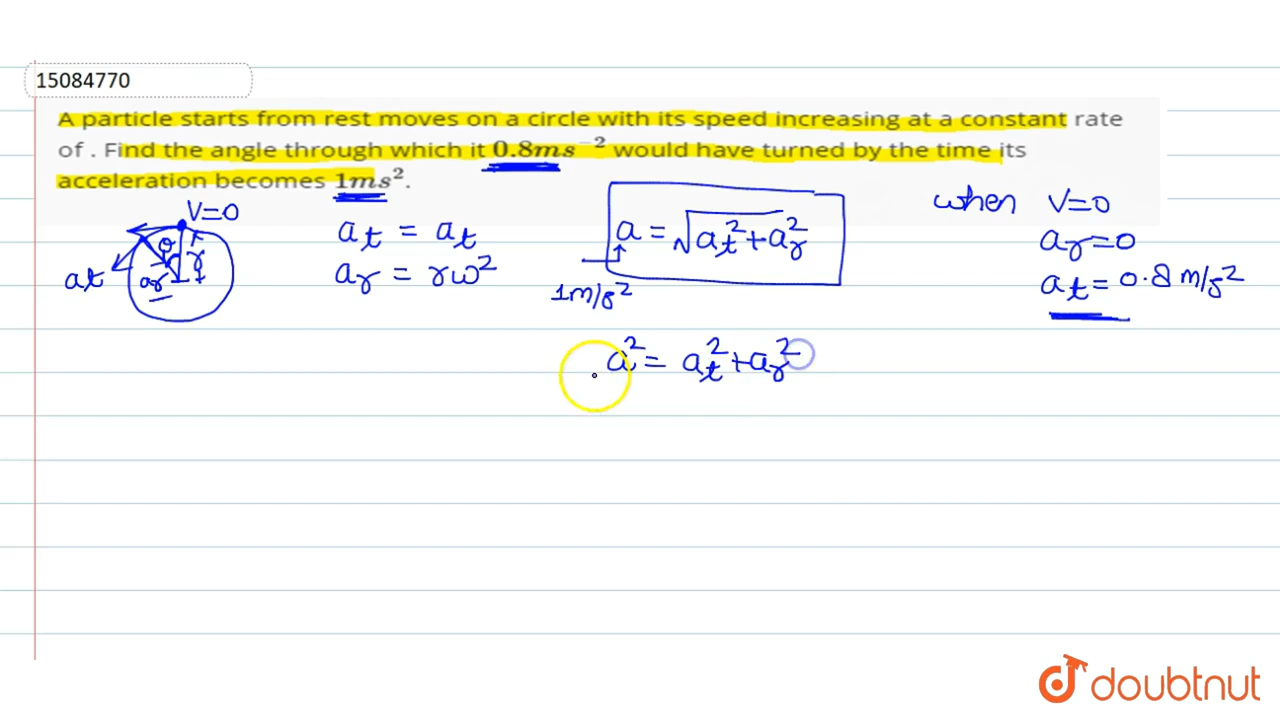 15084770
A particle starts from rest moves on a circle with its speed increasing at a constant rate
of . Find the angle through which it 0.8ms⁻² would have turned by the time its
acceleration becomes 1ms².
V=0
θ
r
at
ar
at = at
ar = rω²
a = √at²+ar²
1m/s²
when V=0
ar=0
at = 0.8 m/s²
a² = at²+ar²
doubtnut